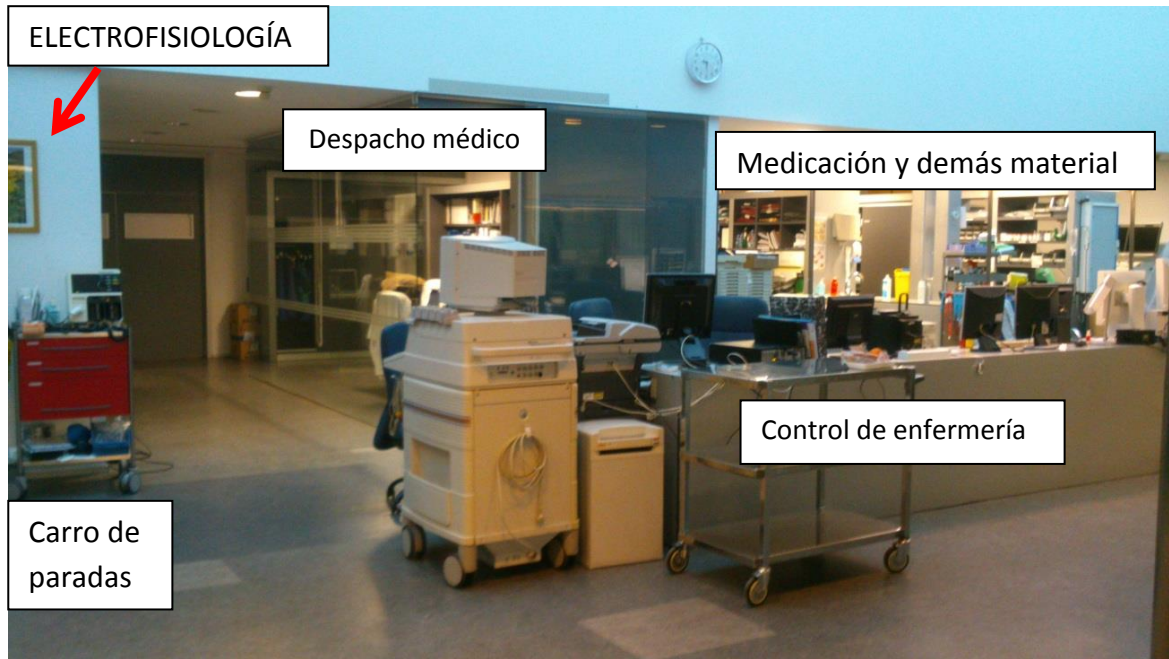 ELECTROFISIOLOGÍA
Despacho médico
Medicación y demás material
Control de enfermería
Carro de
paradas